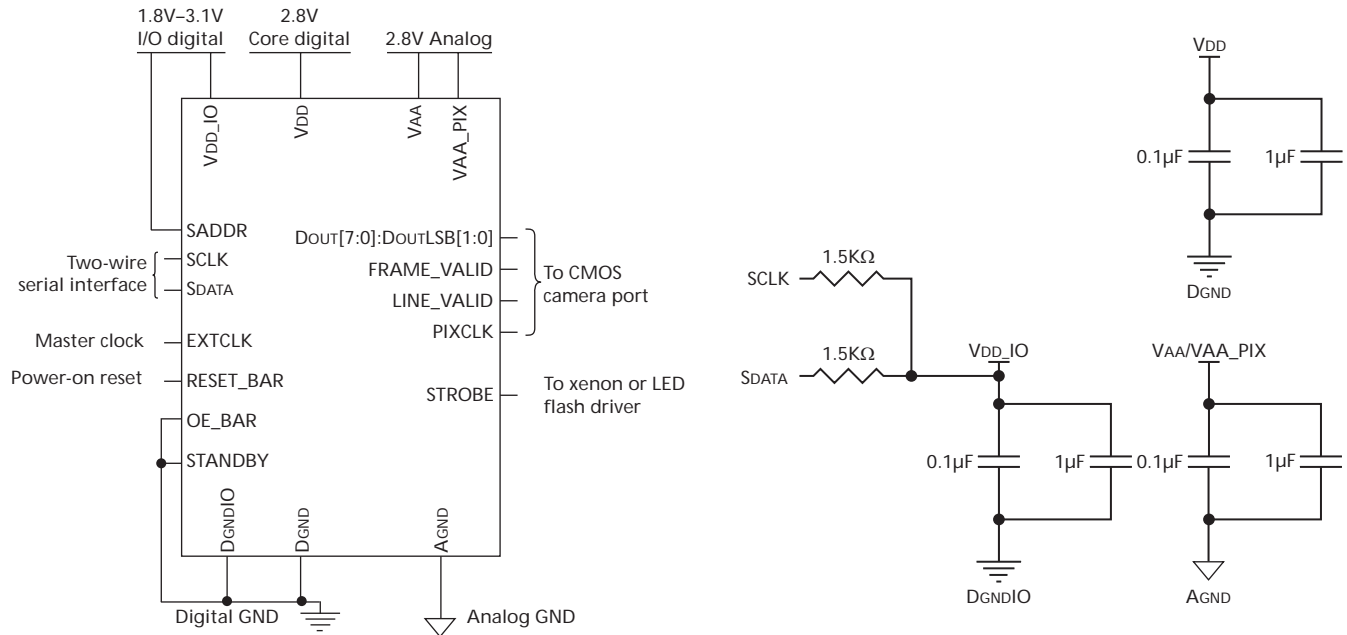 1.8V–3.1V
I/O digital
2.8V
Core digital
2.8V Analog
VDD_IO
VDD
VAA
VAA_PIX
SADDR
SCLK
SDATA
Two-wire
serial interface
Master clock
EXTCLK
Power-on reset
RESET_BAR
OE_BAR
STANDBY
DOUT[7:0]:DOUTLSB[1:0]
FRAME_VALID
LINE_VALID
PIXCLK
To CMOS
camera port
STROBE
To xenon or LED
flash driver
DGNDIO
DGND
AGND
Digital GND
Analog GND
VDD
0.1µF
1µF
DGND
1.5KΩ
SCLK
1.5KΩ
SDATA
VDD_IO
0.1µF
1µF
DGNDIO
VAA/VAA_PIX
0.1µF
1µF
AGND